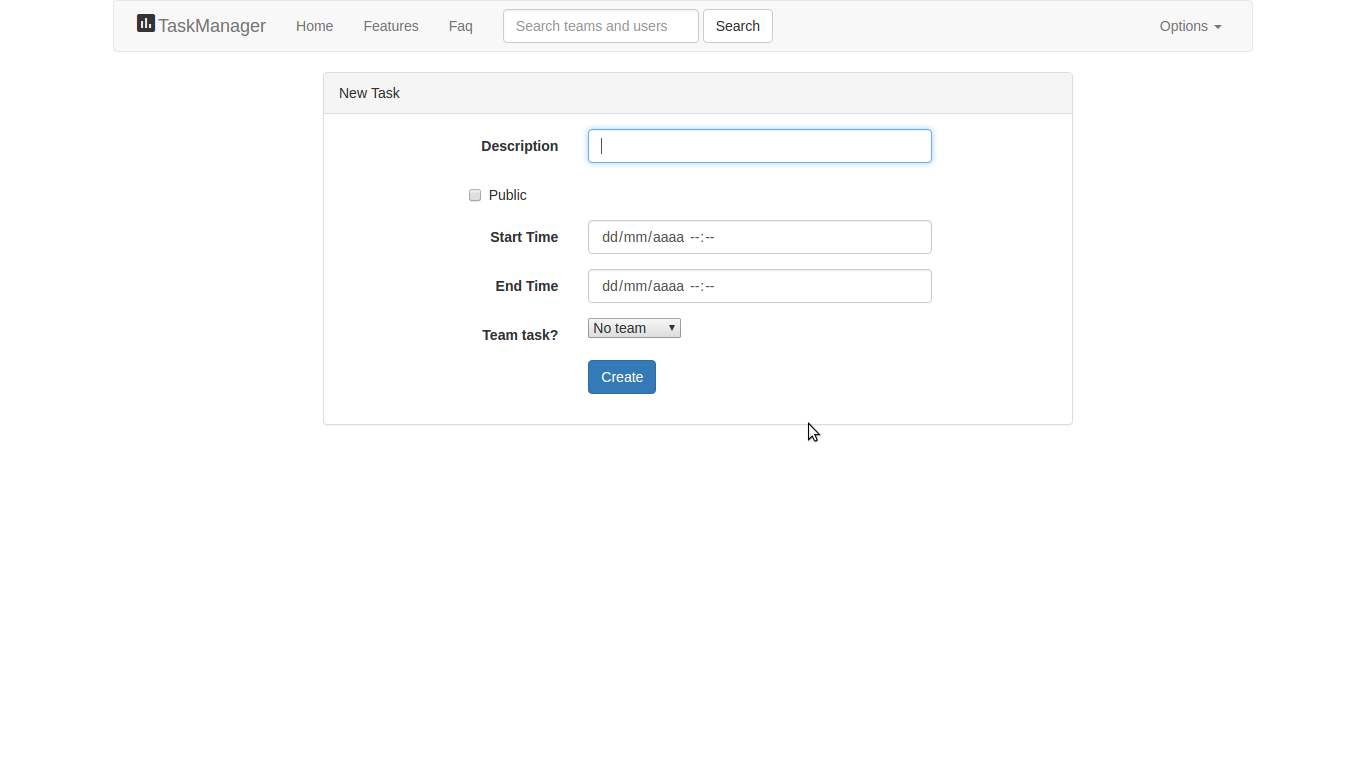 TaskManager Home Features Faq Search teams and users Search Options
New Task
Description
Public
Start Time dd/mm/aaaa --:--
End Time dd/mm/aaaa --:--
Team task? No team
Create